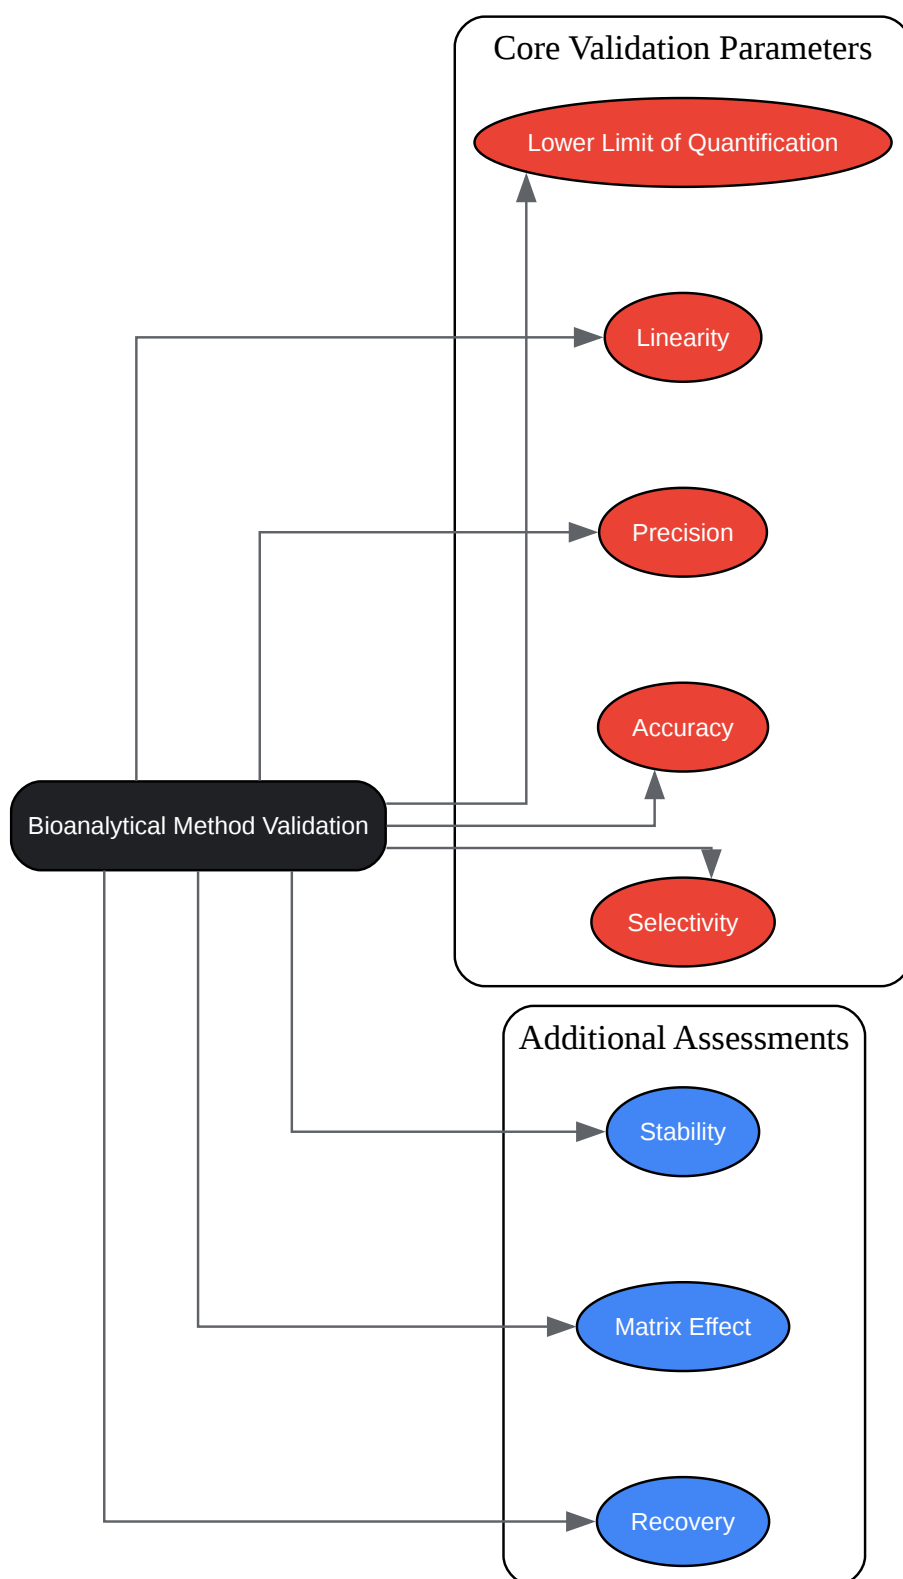 Core Validation Parameters
Lower Limit of Quantification
Linearity
Precision
Accuracy
Bioanalytical Method Validation
Selectivity
Additional Assessments
Stability
Matrix Effect
Recovery